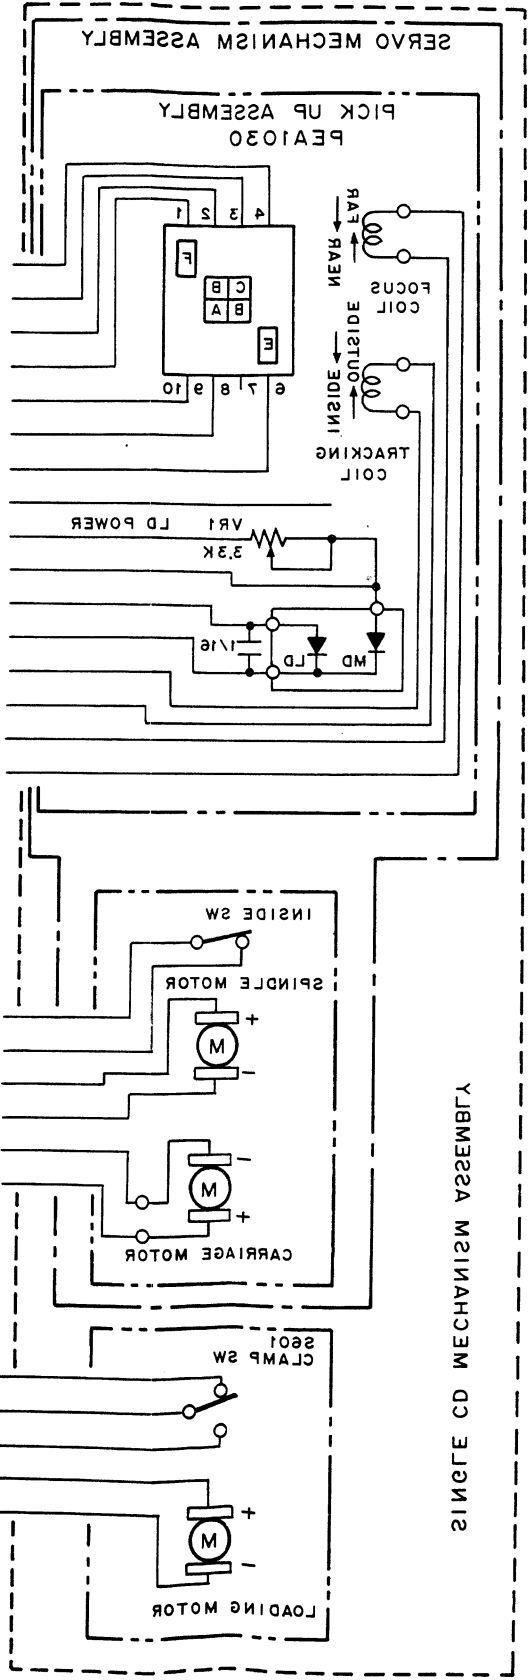 SERVO MECHANISM ASSEMBLY
PICK UP ASSEMBLY
PEA1030
4 3 2 1
F
C B
B A
E
6 7 8 9 10
FAR
NEAR
FOCUS
COIL
OUTSIDE
INSIDE
TRACKING
COIL
VR1 LD POWER
3.3K
1/16
LD
MD
INSIDE SW
SPINDLE MOTOR
+
M
-
-
M
+
CARRIAGE MOTOR
S601
CLAMP SW
+
M
-
LOADING MOTOR
SINGLE CD MECHANISM ASSEMBLY